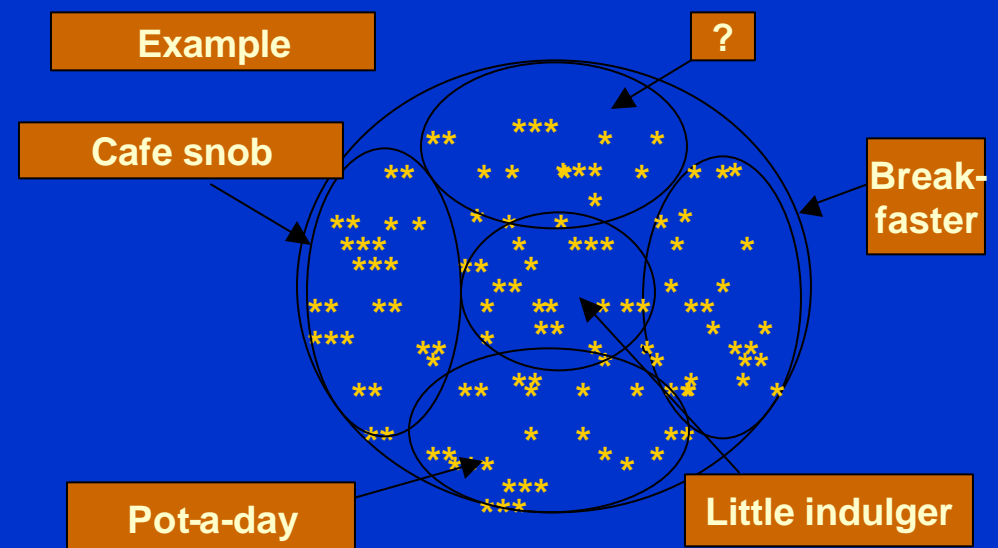 Example
?
Cafe snob
Break-
faster
Pot-a-day
Little indulger